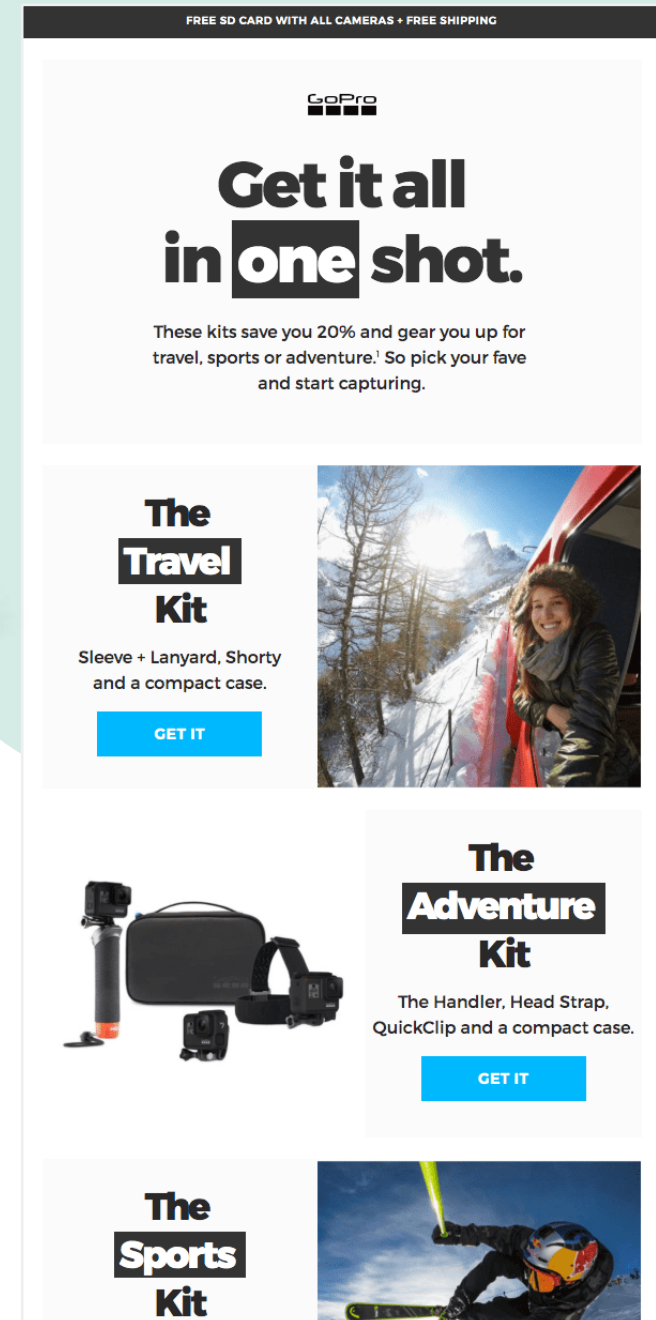 FREE SD CARD WITH ALL CAMERAS + FREE SHIPPING
GoPro
Get it all
in one shot.
These kits save you 20% and gear you up for
travel, sports or adventure.¹ So pick your fave
and start capturing.
The
Travel
Kit
Sleeve + Lanyard, Shorty
and a compact case.
GET IT
The
Adventure
Kit
The Handler, Head Strap,
QuickClip and a compact case.
GET IT
The
Sports
Kit